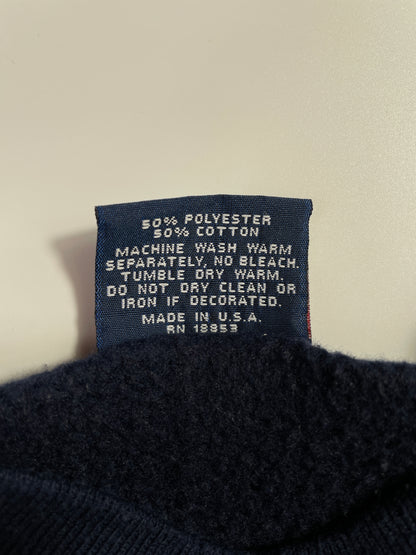 50% POLYESTER
50% COTTON
MACHINE WASH WARM
SEPARATELY, NO BLEACH.
TUMBLE DRY WARM.
DO NOT DRY CLEAN OR
IRON IF DECORATED.
MADE IN U.S.A.
RN 18853